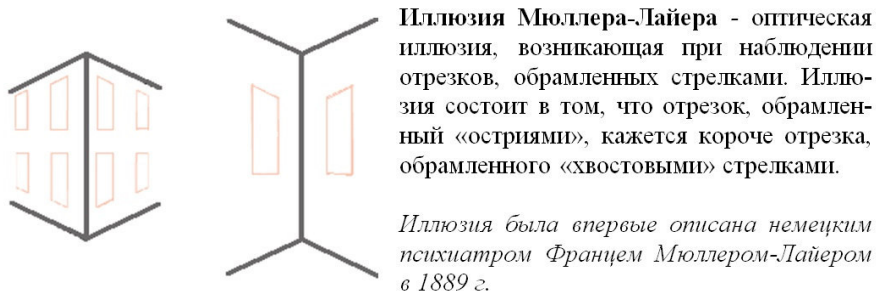 Иллюзия Мюллера-Лайера - оптическая
иллюзия, возникающая при наблюдении
отрезков, обрамленных стрелками. Иллю-
зия состоит в том, что отрезок, обрамлен-
ный «остриями», кажется короче отрезка,
обрамленного «хвостовыми» стрелками.
Иллюзия была впервые описана немецким
психиатром Францем Мюллером-Лайером
в 1889 г.